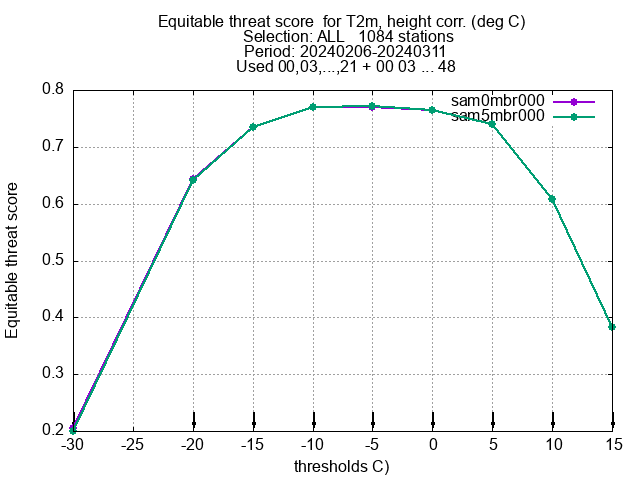 Equitable threat score  for T2m, height corr. (deg C)
Selection: ALL   1084 stations
Period: 20240206-20240311
Used 00,03,...,21 + 00 03 ... 48
sam0mbr000
sam5mbr000
Equitable threat score
0.8
0.7
0.6
0.5
0.4
0.3
0.2
-30 -25 -20 -15 -10 -5 0 5 10 15
thresholds C)